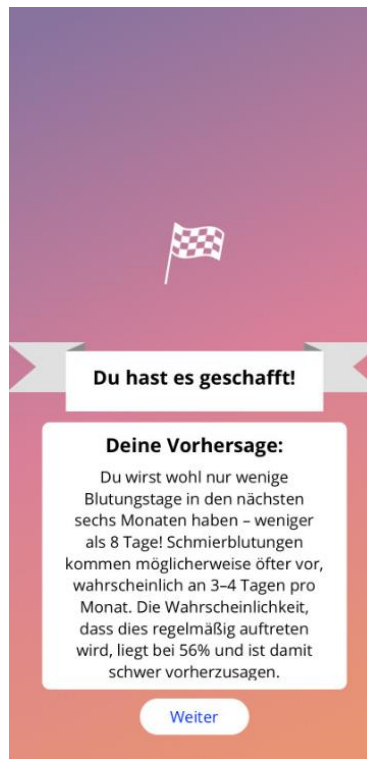 Du hast es geschafft!
Deine Vorhersage:
Du wirst wohl nur wenige
Blutungstage in den nächsten
sechs Monaten haben – weniger
als 8 Tage! Schmierblutungen
kommen möglicherweise öfter vor,
wahrscheinlich an 3–4 Tagen pro
Monat. Die Wahrscheinlichkeit,
dass dies regelmäßig auftreten
wird, liegt bei 56% und ist damit
schwer vorherzusagen.
Weiter